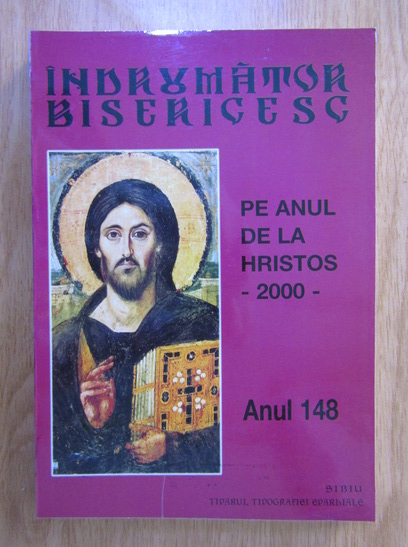 ÎNDRUMĂTOR
BISERICESC
PE ANUL
DE LA
HRISTOS
- 2000 -
Anul 148
SIBIU
TIPARUL TIPOGRAFIEI EPARHIALE